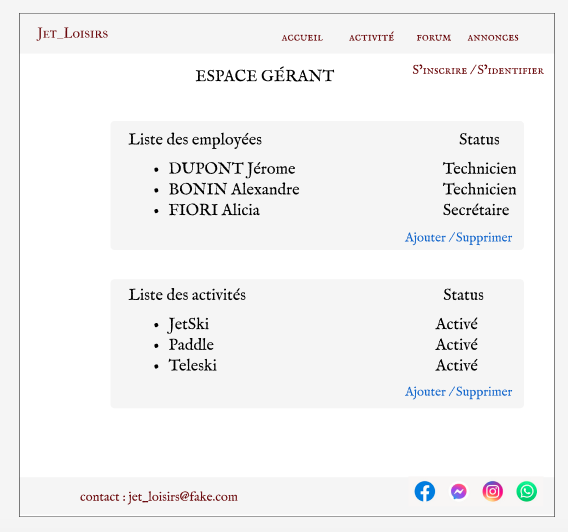 Jet_Loisirs
accueil activité forum annonces
S'inscrire / S'identifier
ESPACE GÉRANT
Liste des employées Status
• DUPONT Jérome Technicien
• BONIN Alexandre Technicien
• FIORI Alicia Secrétaire
Ajouter / Supprimer
Liste des activités Status
• JetSki Activé
• Paddle Activé
• Teleski Activé
Ajouter / Supprimer
contact : jet_loisirs@fake.com